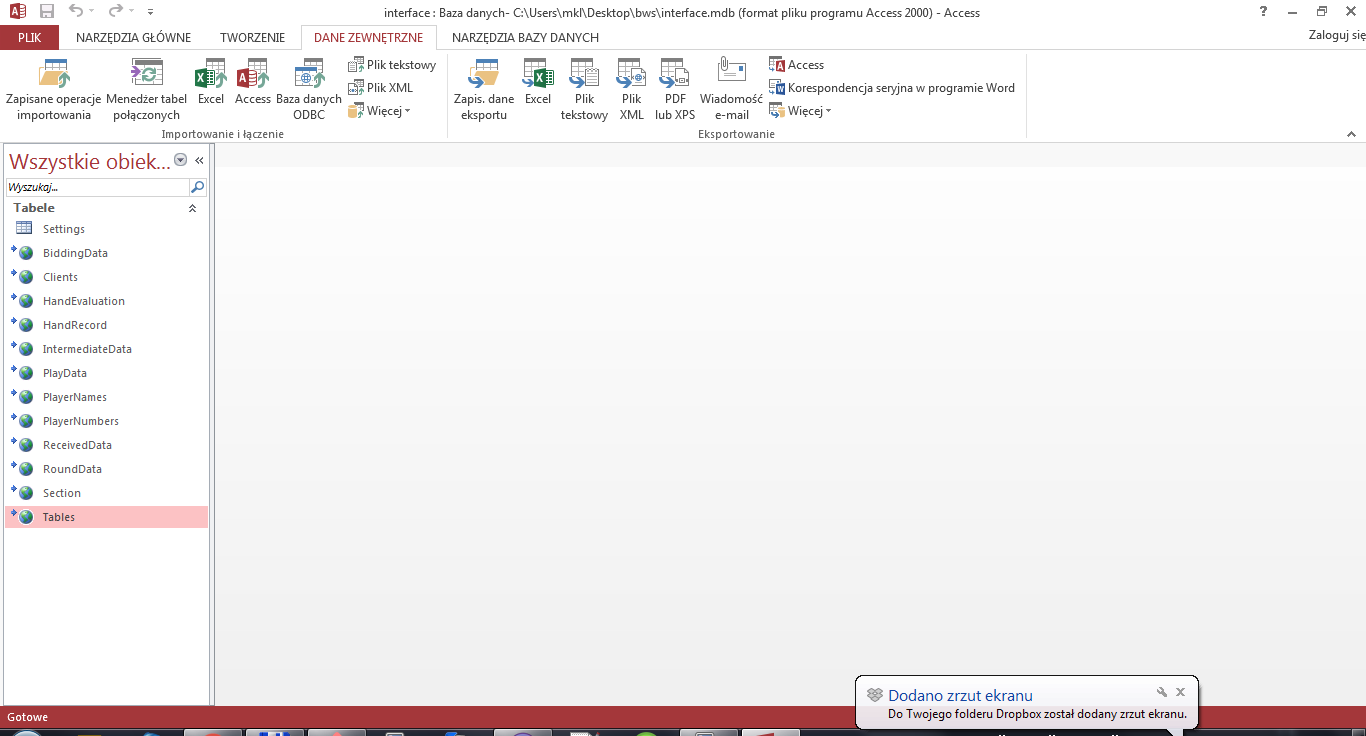 interface : Baza danych- C:\Users\mkl\Desktop\bws\interface.mdb (format pliku programu Access 2000) - Access
PLIK NARZĘDZIA GŁÓWNE TWORZENIE DANE ZEWNĘTRZNE NARZĘDZIA BAZY DANYCH Zaloguj się
Zapisane operacje importowania
Menedżer tabel połączonych
Excel
Access
Baza danych ODBC
Plik tekstowy
Plik XML
Więcej
Importowanie i łączenie
Zapis. dane eksportu
Excel
Plik tekstowy
Plik XML
PDF lub XPS
Wiadomość e-mail
Access
Korespondencja seryjna w programie Word
Więcej
Eksportowanie
Wszystkie obiek...
Wyszukaj...
Tabele
Settings
BiddingData
Clients
HandEvaluation
HandRecord
IntermediateData
PlayData
PlayerNames
PlayerNumbers
ReceivedData
RoundData
Section
Tables
Dodano zrzut ekranu
Do Twojego folderu Dropbox został dodany zrzut ekranu.
Gotowe